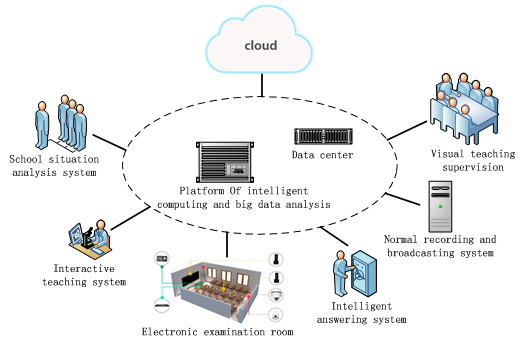 cloud
Data center
Platform Of intelligent
computing and big data analysis
School situation
analysis system
Visual teaching
supervision
Interactive
teaching system
Normal recording and
broadcasting system
Electronic examination room
Intelligent
answering system